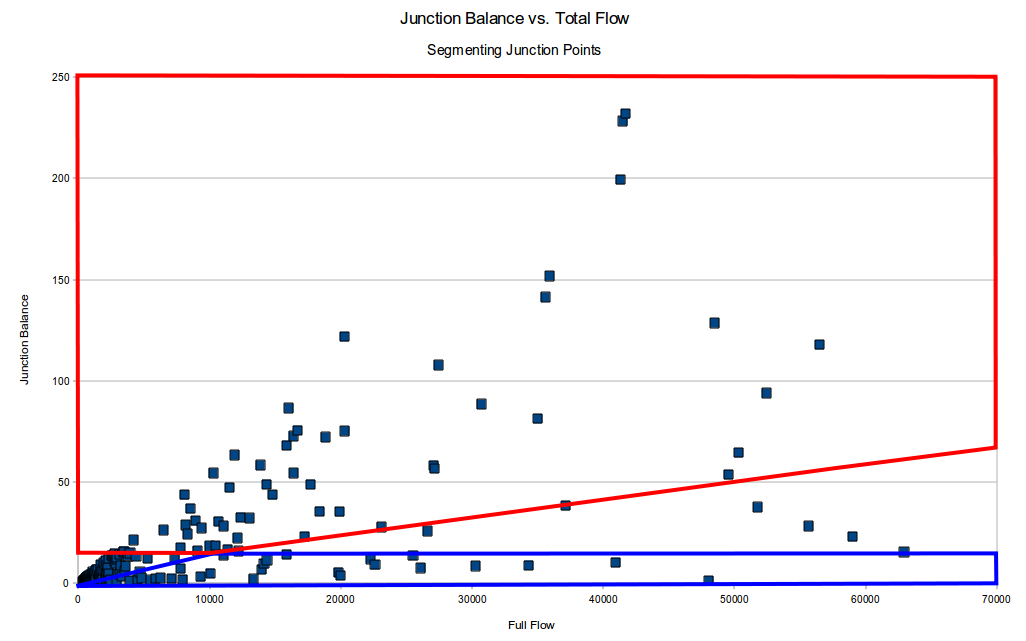 Junction Balance vs. Total Flow
Segmenting Junction Points
Junction Balance
250
200
150
100
50
0
0 10000 20000 30000 40000 50000 60000 70000
Full Flow